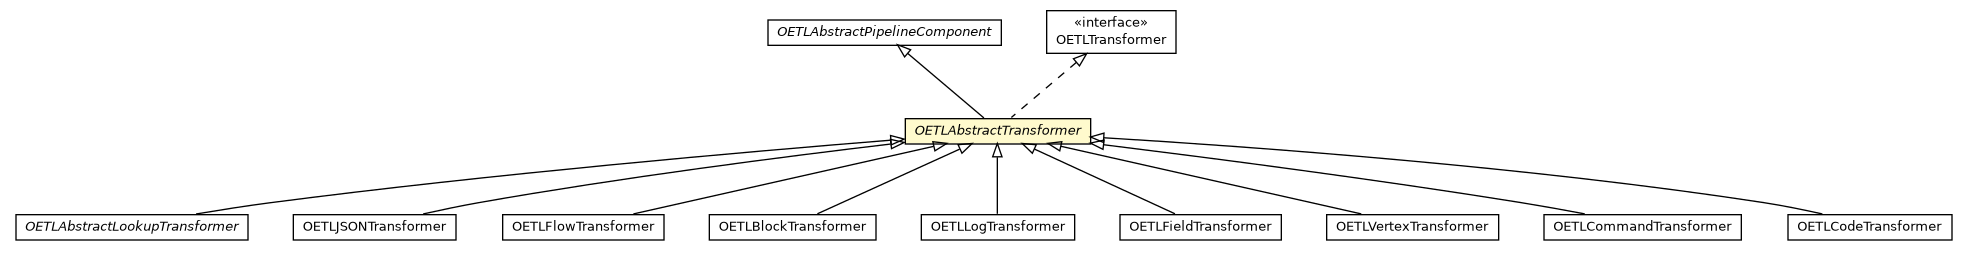 OETLAbstractPipelineComponent
«interface»
OETLTransformer
OETLAbstractTransformer
OETLAbstractLookupTransformer
OETLJSONTransformer
OETLFlowTransformer
OETLBlockTransformer
OETLLogTransformer
OETLFieldTransformer
OETLVertexTransformer
OETLCommandTransformer
OETLCodeTransformer